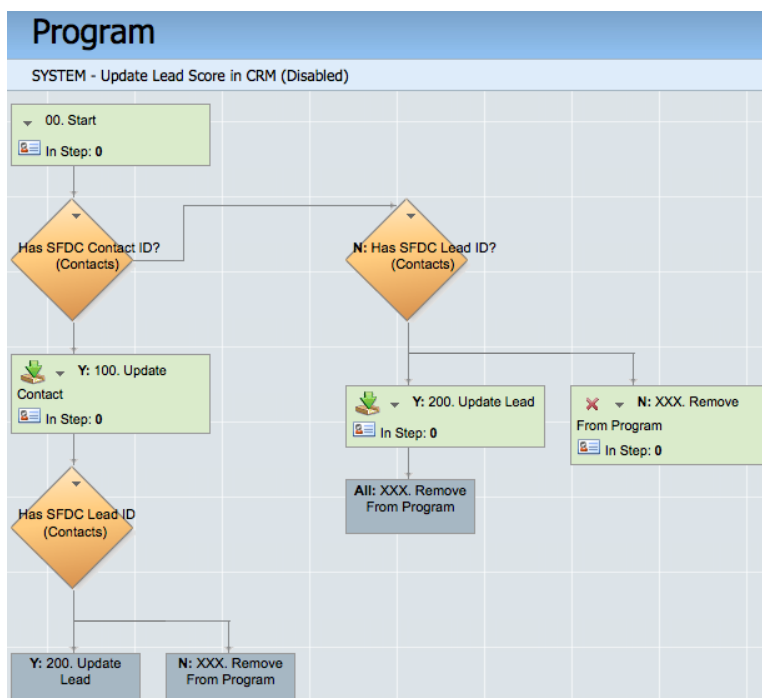 Program
SYSTEM - Update Lead Score in CRM (Disabled)
00. Start
In Step: 0
Has SFDC Contact ID?
(Contacts)
N: Has SFDC Lead ID?
(Contacts)
Y: 100. Update
Contact
In Step: 0
Y: 200. Update Lead
In Step: 0
N: XXX. Remove
From Program
In Step: 0
All: XXX. Remove
From Program
Has SFDC Lead ID
(Contacts)
Y: 200. Update
Lead
N: XXX. Remove
From Program